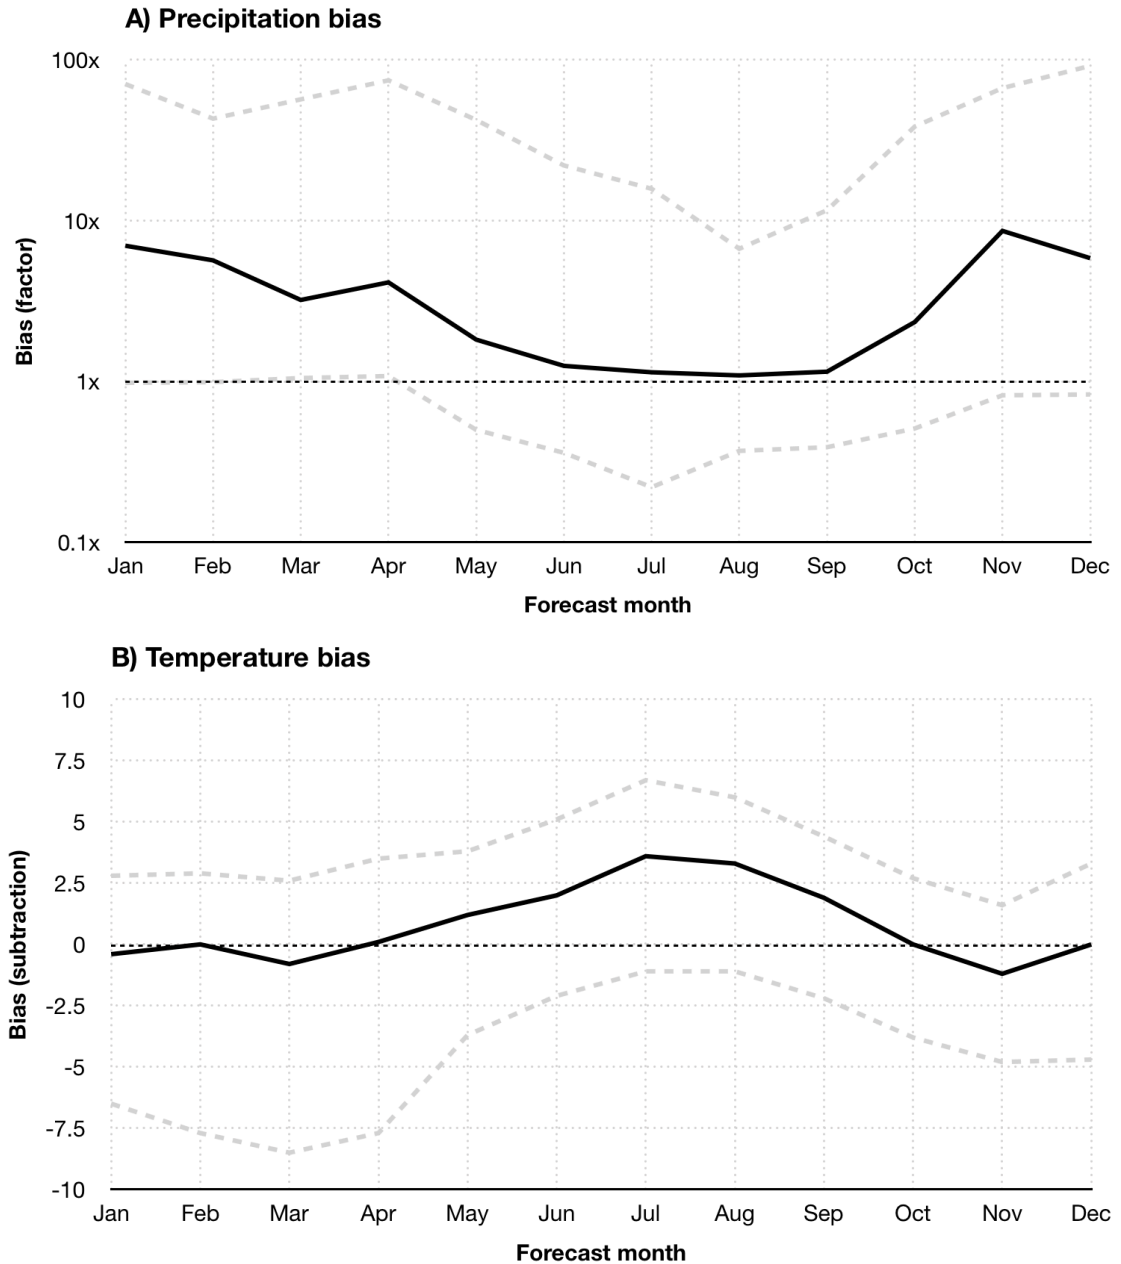 A) Precipitation bias
100x
10x
1x
0.1x
Bias (factor)
Jan Feb Mar Apr May Jun Jul Aug Sep Oct Nov Dec
Forecast month
B) Temperature bias
10
7.5
5
2.5
0
-2.5
-5
-7.5
-10
Bias (subtraction)
Jan Feb Mar Apr May Jun Jul Aug Sep Oct Nov Dec
Forecast month